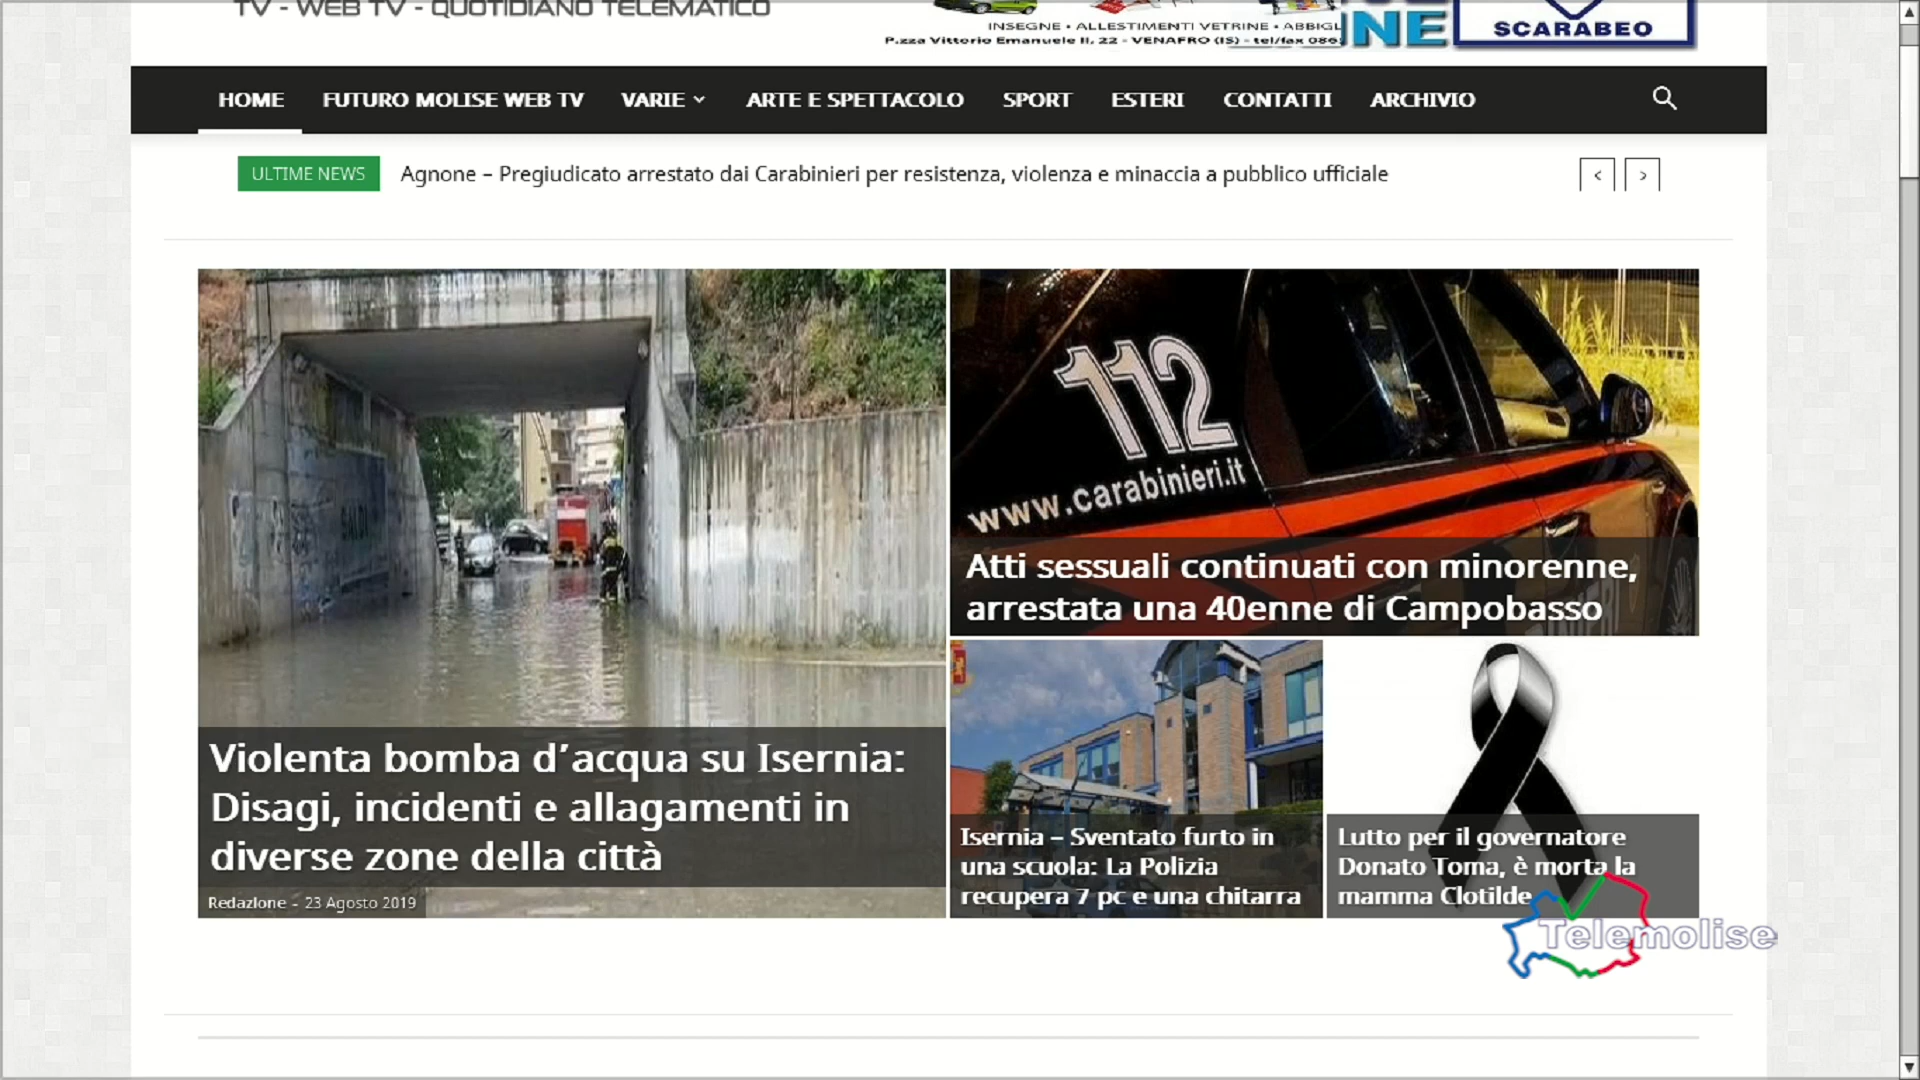 TV - WEB TV - QUOTIDIANO TELEMATICO
INSEGNE • ALLESTIMENTI VETRINE • ABBIGL
P.zza Vittorio Emanuele II, 22 - VENAFRO (IS) - tel/fax 086
NE
SCARABEO
HOME FUTURO MOLISE WEB TV VARIE ARTE E SPETTACOLO SPORT ESTERI CONTATTI ARCHIVIO
ULTIME NEWS Agnone – Pregiudicato arrestato dai Carabinieri per resistenza, violenza e minaccia a pubblico ufficiale
112
www.carabinieri.it
Atti sessuali continuati con minorenne,
arrestata una 40enne di Campobasso
Violenta bomba d’acqua su Isernia:
Disagi, incidenti e allagamenti in
diverse zone della città
Redazione - 23 Agosto 2019
Isernia – Sventato furto in
una scuola: La Polizia
recupera 7 pc e una chitarra
Lutto per il governatore
Donato Toma, è morta la
mamma Clotilde
Telemolise